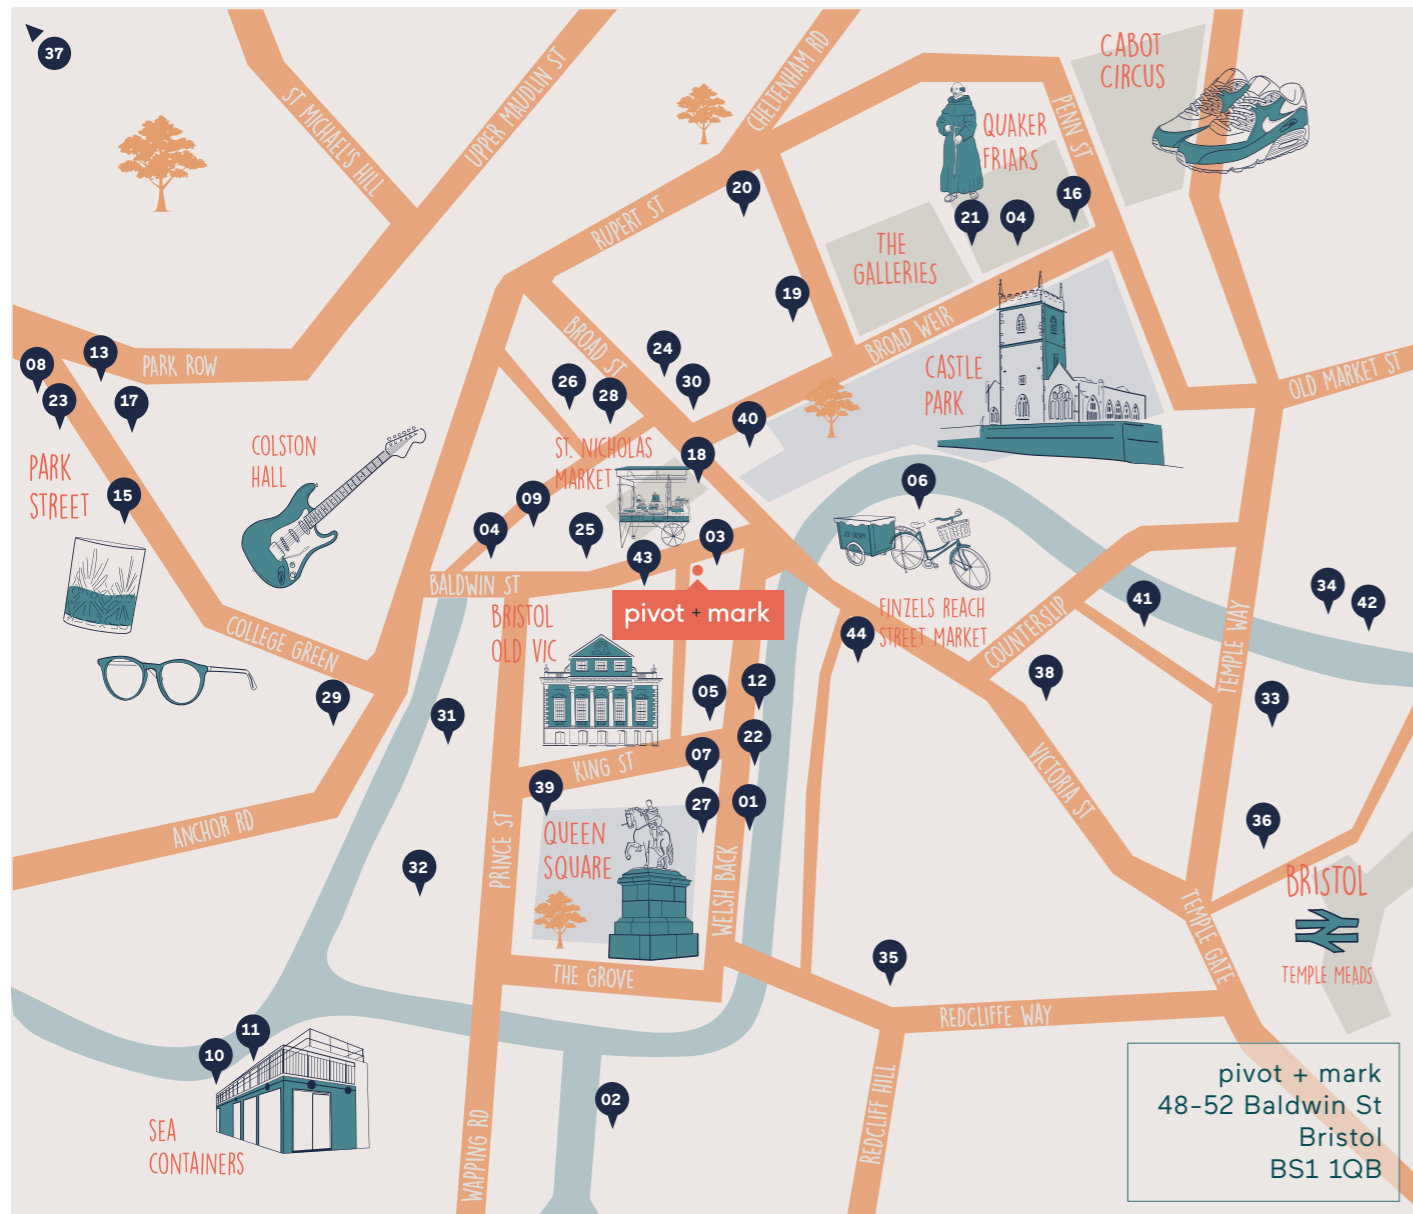 37
ST MICHAEL'S HILL
UPPER MAUDLIN ST
CHELTENHAM RD
CABOT
CIRCUS
PENN ST
QUAKER
FRIARS
20
RUPERT ST
21
04
16
THE
GALLERIES
19
BROAD WEIR
BROAD ST
24
30
26
28
40
CASTLE
PARK
OLD MARKET ST
08
13
PARK ROW
23
17
COLSTON
HALL
PARK
STREET
15
ST. NICHOLAS
MARKET
18
09
04
25
43
03
06
ICE CREAM
BALDWIN ST
pivot + mark
BRISTOL
OLD VIC
FINZELS REACH
STREET MARKET
44
COUNTERSLIP
41
34
42
TEMPLE WAY
COLLEGE GREEN
29
31
05
12
38
33
22
07
KING ST
39
27
01
VICTORIA ST
36
ANCHOR RD
PRINCE ST
QUEEN
SQUARE
32
WELSH BACK
BRISTOL
TEMPLE MEADS
TEMPLE GATE
THE GROVE
35
REDCLIFFE WAY
11
10
SEA
CONTAINERS
02
WAPPING RD
REDCLIFF HILL
pivot + mark
48-52 Baldwin St
Bristol
BS1 1QB